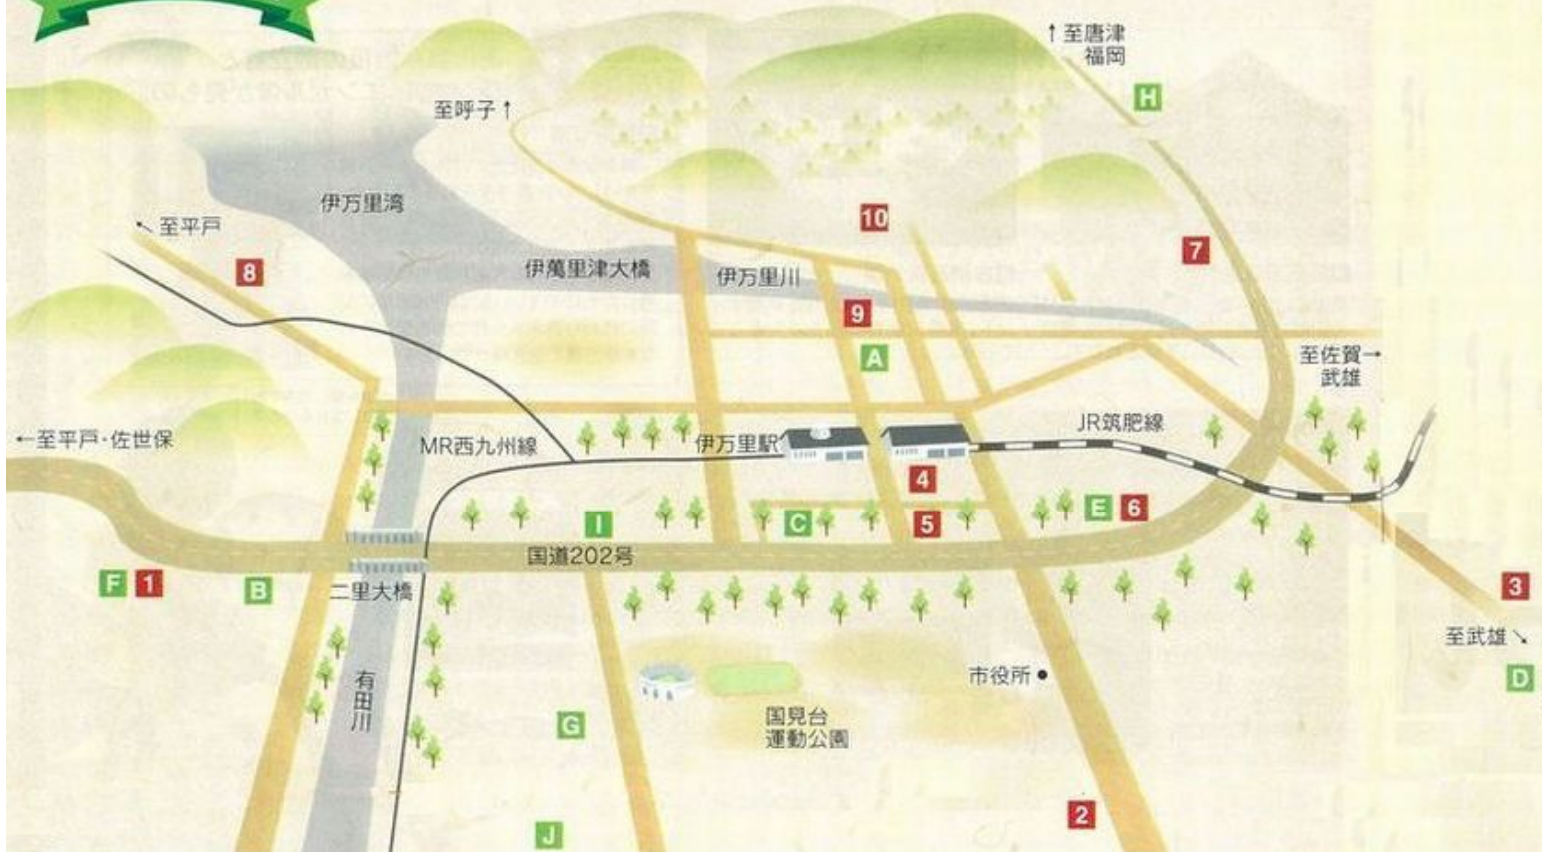 ↑至唐津
福岡
H
至呼子↑
伊万里湾
10
↖至平戸
7
8
伊萬里津大橋
伊万里川
9
A
至佐賀→
武雄
JR筑肥線
←至平戸・佐世保
MR西九州線
伊万里駅
4
E
6
I
C
5
国道202号
F
1
B
二里大橋
3
至武雄↘
市役所
D
有田川
国見台
運動公園
G
2
J